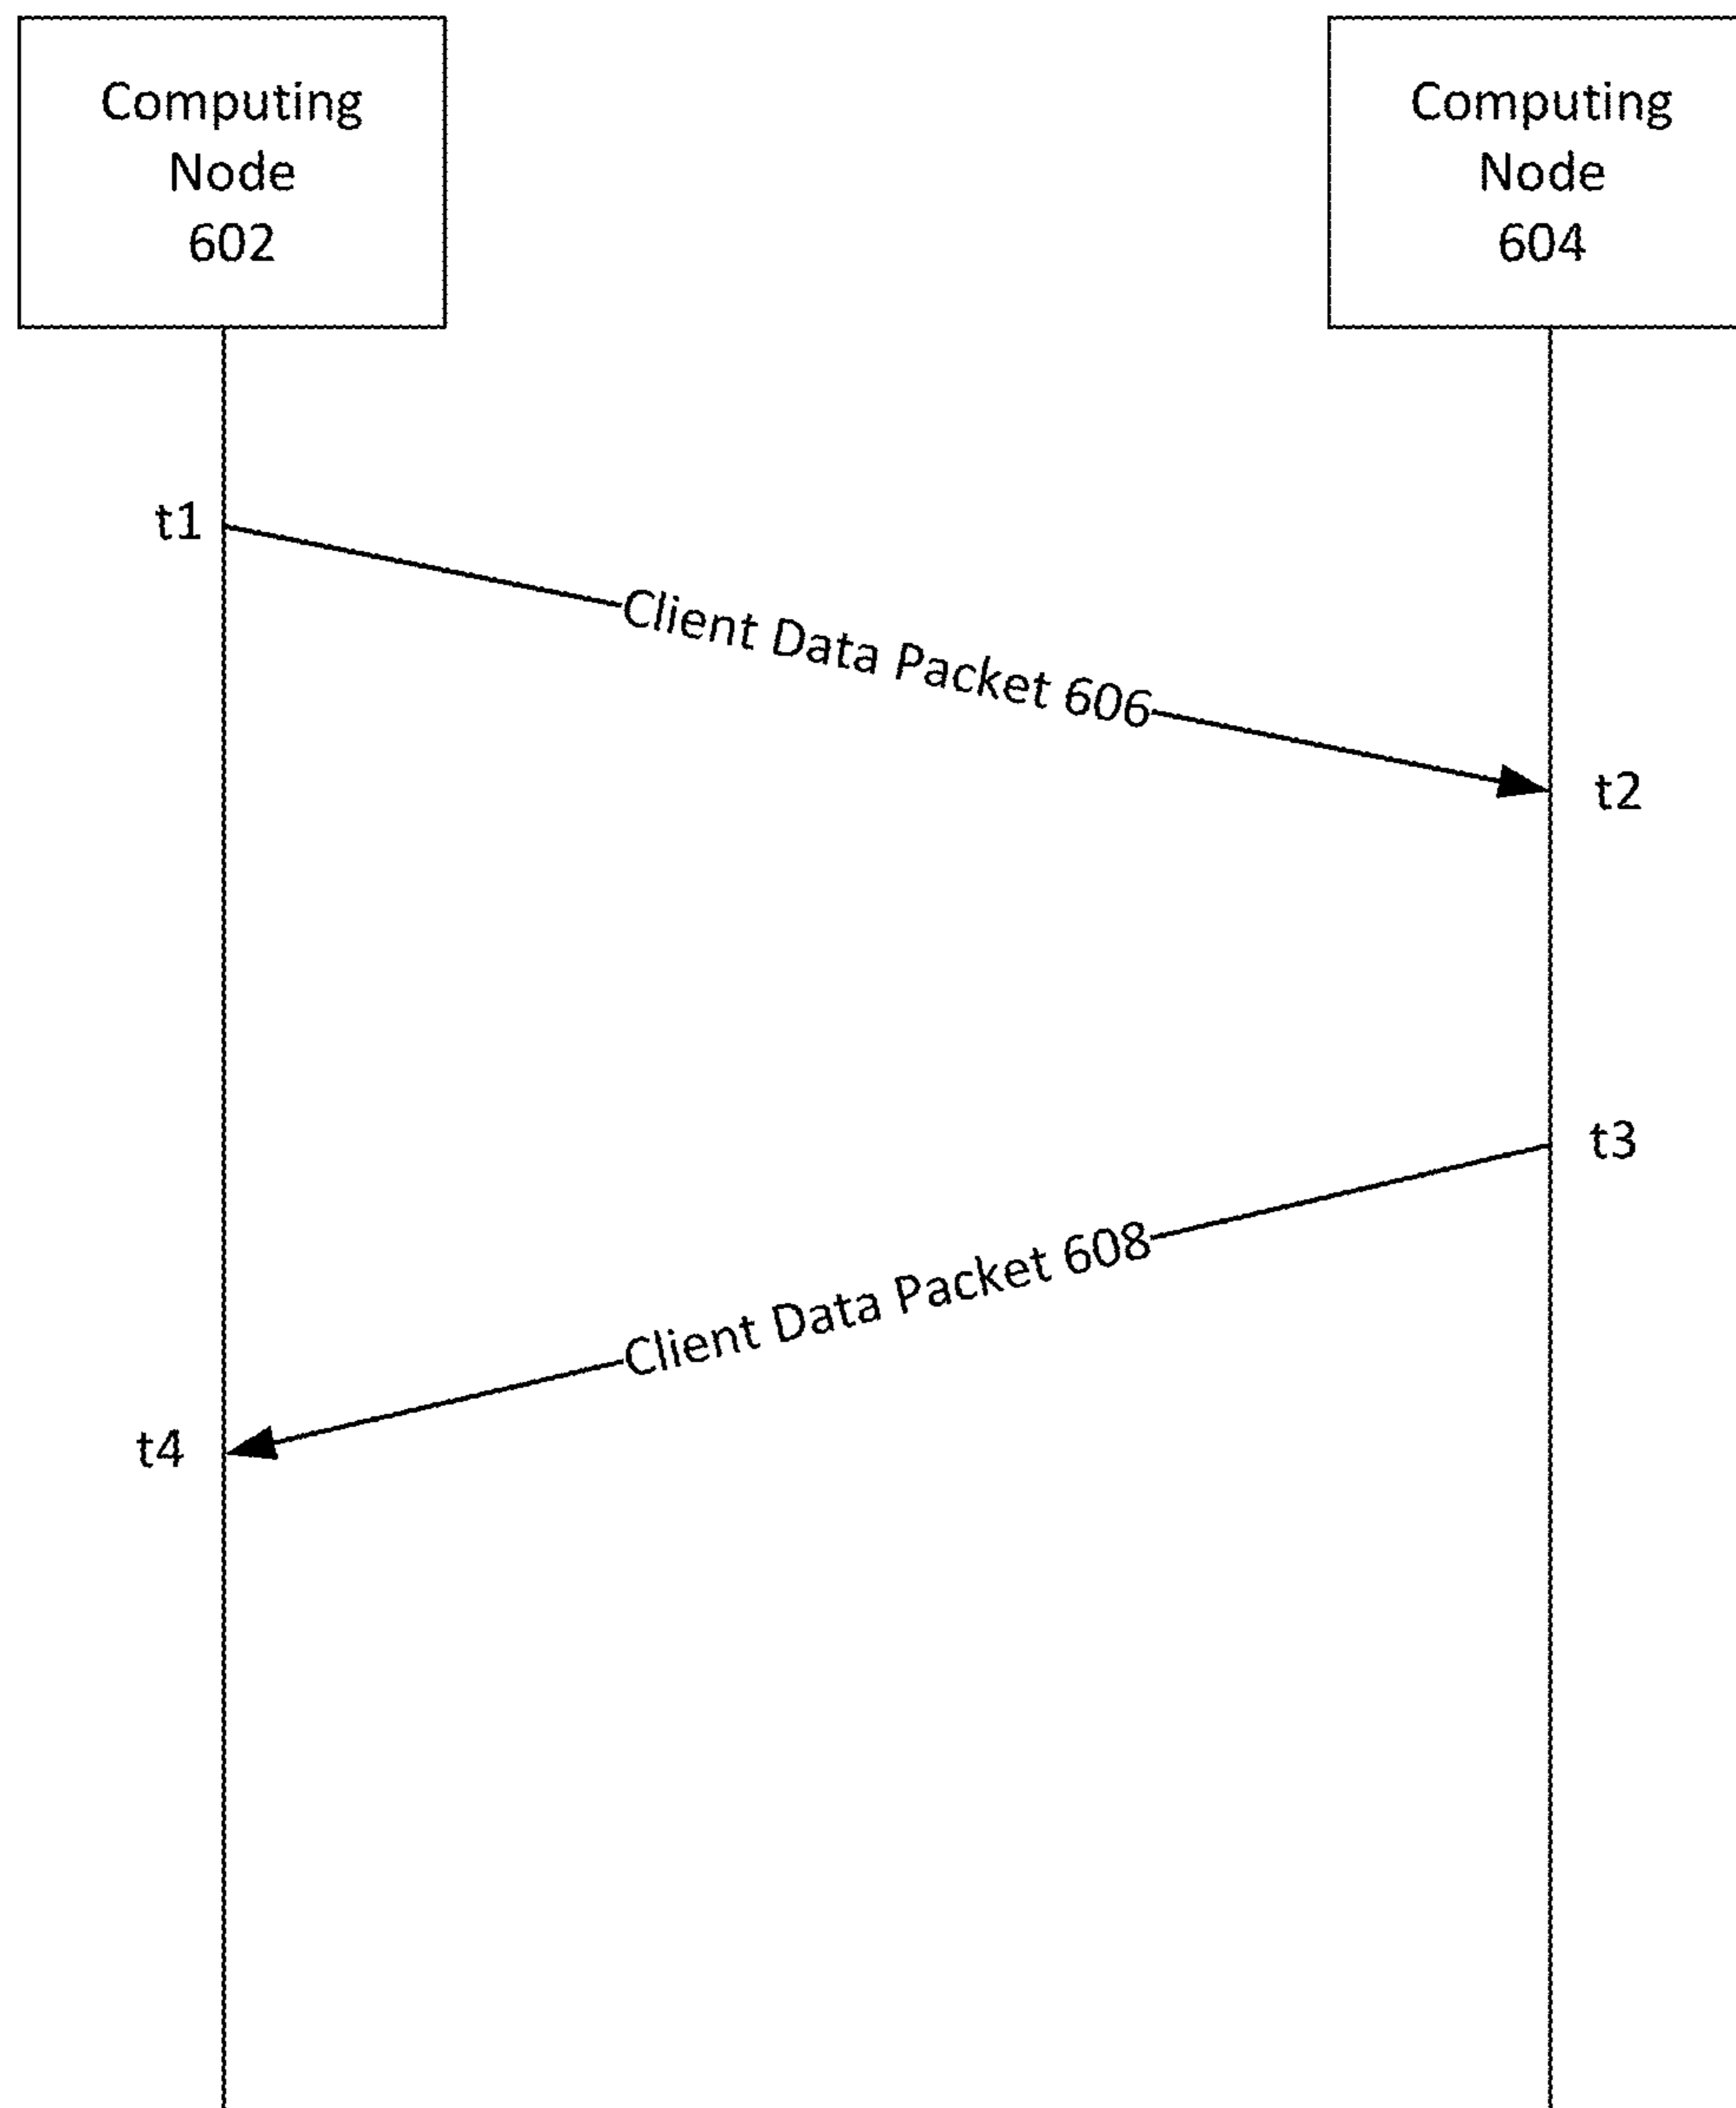 Computing
Node
602
Computing
Node
604
t1
Client Data Packet 606
t2
t3
Client Data Packet 608
t4